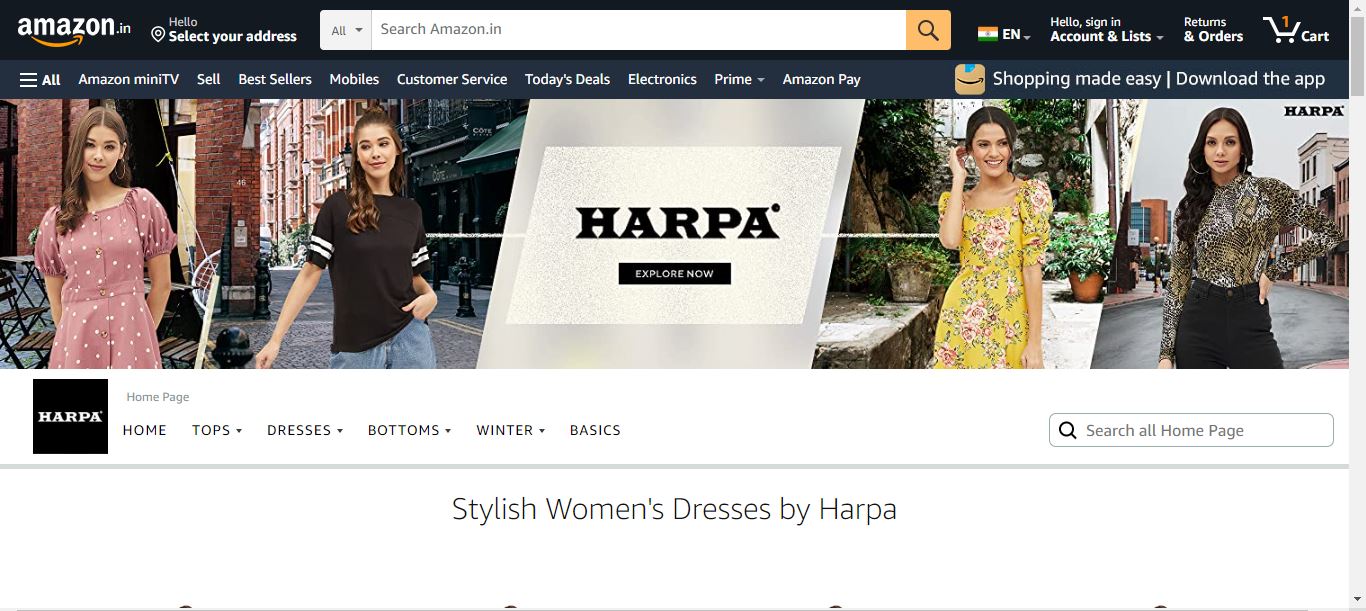 amazon.in
Hello
Select your address
All
Search Amazon.in
EN
Hello, sign in
Account & Lists
Returns
& Orders
1
Cart
All
Amazon miniTV
Sell
Best Sellers
Mobiles
Customer Service
Today's Deals
Electronics
Prime
Amazon Pay
Shopping made easy | Download the app
HARPA
CÔTE
46
CÔTE
HARPA
EXPLORE NOW
HARPA
Home Page
HOME
TOPS
DRESSES
BOTTOMS
WINTER
BASICS
Search all Home Page
Stylish Women's Dresses by Harpa